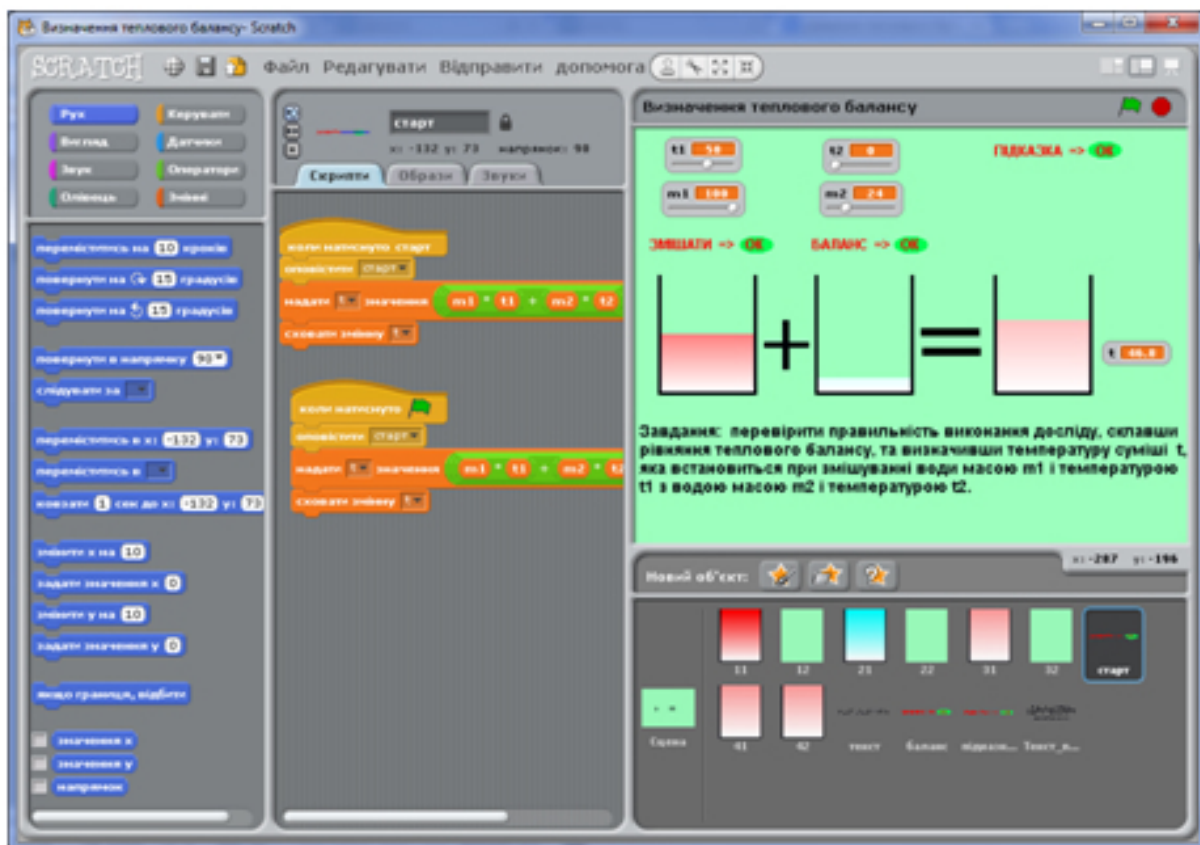 Визначення теплового балансу- Scratch
SCRATCH Файл Редагувати Відправити допомога
Рух Керувати
Вигляд Датчики
Звук Оператори
Олівець Змінні
переміститись на 10 кроків
повернути на 15 градусів
повернути на 15 градусів
повернути в напрямку 90
слідувати за
переміститись в x: -132 y: 73
переміститись в
ковзати 1 сек до x: -132 y: 73
змінити x на 10
задати значення x 0
змінити y на 10
задати значення y 0
якщо границя, відбити
значення x
значення y
напрямок
старт
x: -132 y: 73 напрямок: 90
Скрипти Образи Звуки
коли натиснуто старт
оповістити старт
надати t значення m1 * t1 + m2 * t2
сховати змінну t
коли натиснуто
оповістити старт
надати t значення m1 * t1 + m2 * t2
сховати змінну t
Визначення теплового балансу
t1 50 t2 0 ПІДКАЗКА => OK
m1 100 m2 24
ЗМІШАТИ => OK БАЛАНС => OK
+ =
t
Завдання: перевірити правильність виконання досліду, склавши
рівняння теплового балансу, та визначивши температуру суміші t,
яка встановиться при змішуванні води масою m1 і температурою
t1 з водою масою m2 і температурою t2.
x: -287 y: -196
Новий об'єкт:
11 12 21 22 31 32 старт
Сцена 41 42 текст баланс підказ... Текст_п...